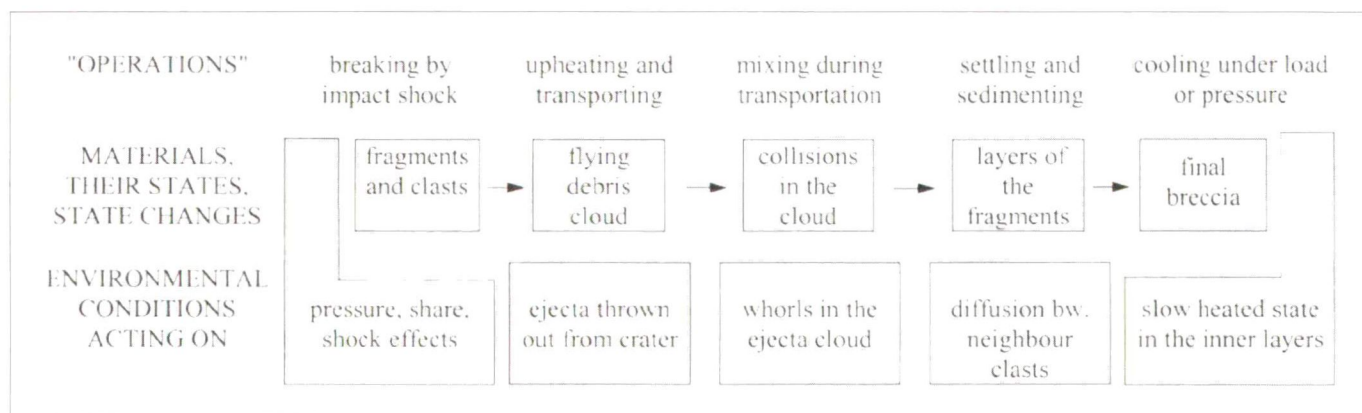 "OPERATIONS"
breaking by
impact shock
upheating and
transporting
mixing during
transportation
settling and
sedimenting
cooling under load
or pressure
MATERIALS,
THEIR STATES,
STATE CHANGES
fragments
and clasts
flying
debris
cloud
collisions
in the
cloud
layers of
the
fragments
final
breccia
ENVIRONMENTAL
CONDITIONS
ACTING ON
pressure, share,
shock effects
ejecta thrown
out from crater
whorls in the
ejecta cloud
diffusion bw.
neighbour
clasts
slow heated state
in the inner layers